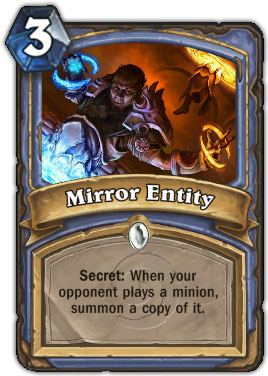 3
Mirror Entity
Secret: When your
opponent plays a minion,
summon a copy of it.